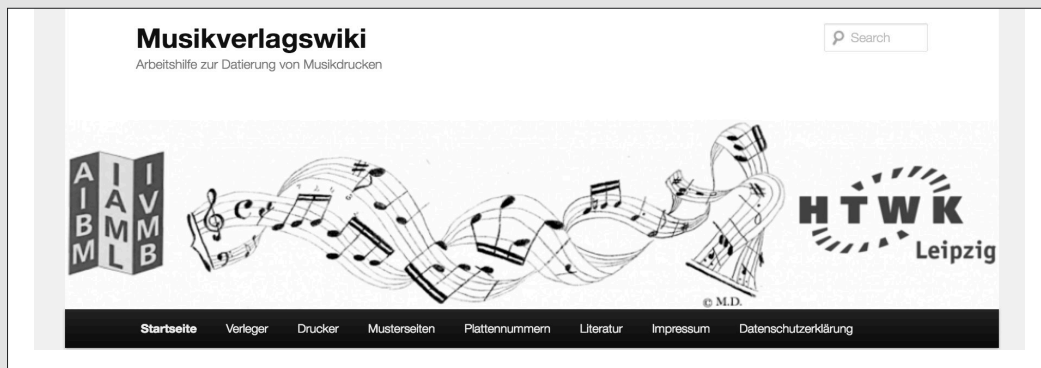 Musikverlagswiki
Search
Arbeitshilfe zur Datierung von Musikdrucken
AIBM
IAML
IVMB
HTWK
Leipzig
© M.D.
Startseite Verleger Drucker Musterseiten Plattennummern Literatur Impressum Datenschutzerklärung